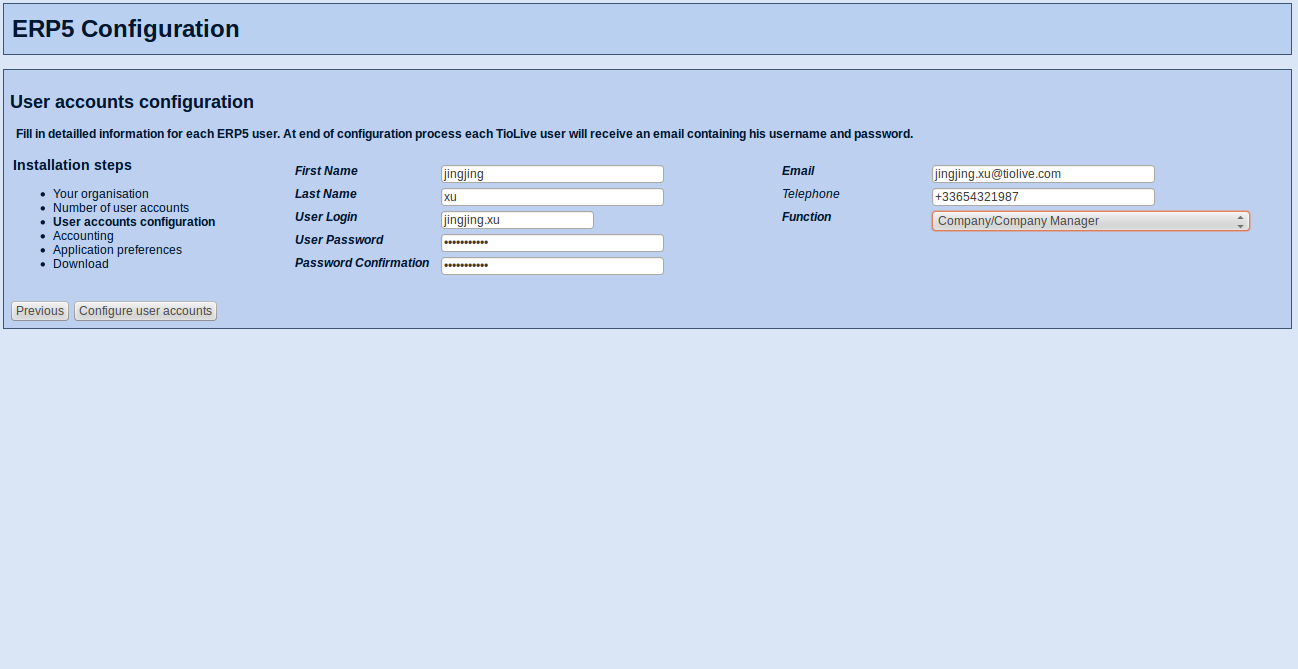 ERP5 Configuration
User accounts configuration
Fill in detailled information for each ERP5 user. At end of configuration process each TioLive user will receive an email containing his username and password.
Installation steps
Your organisation
Number of user accounts
User accounts configuration
Accounting
Application preferences
Download
First Name jingjing
Last Name xu
User Login jingjing.xu
User Password •••••••••••
Password Confirmation •••••••••••
Email jingjing.xu@tiolive.com
Telephone +33654321987
Function Company/Company Manager
Previous Configure user accounts